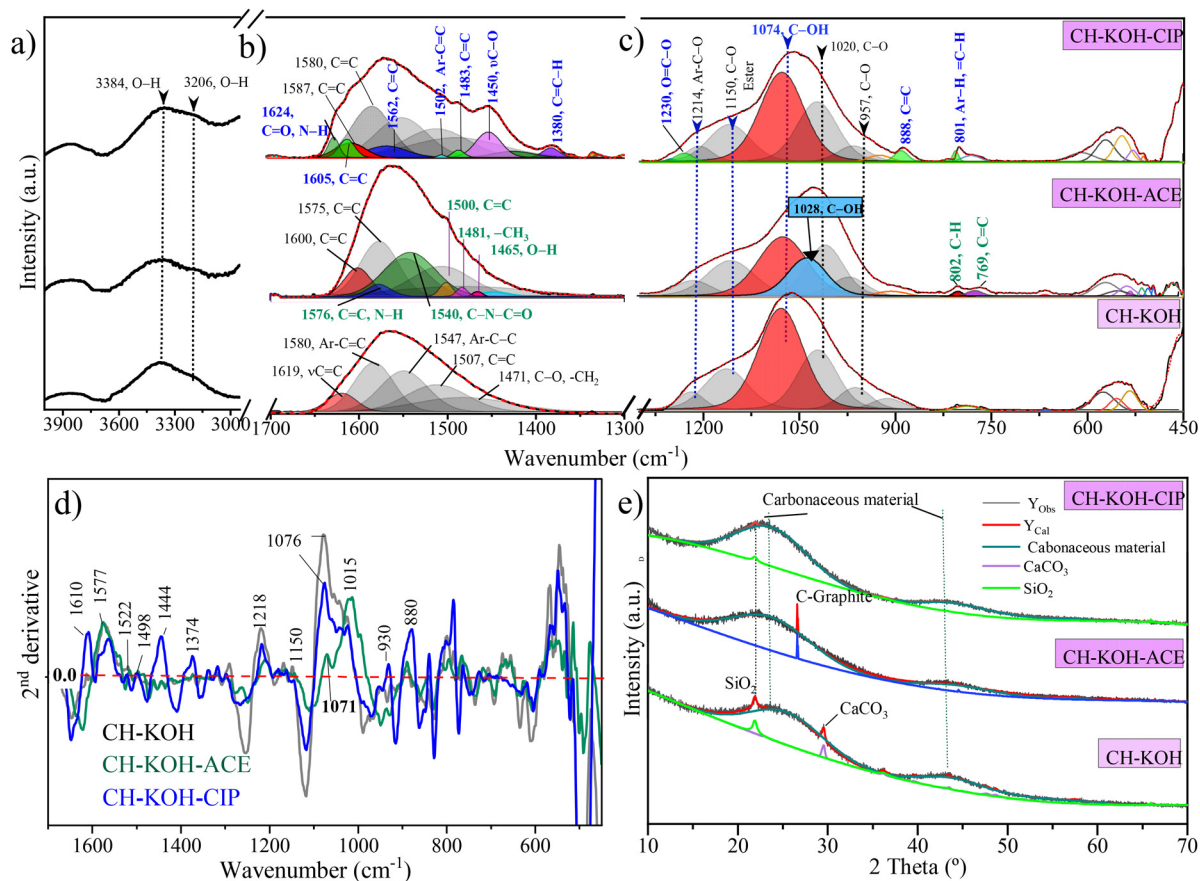 a)
b)
c)
CH-KOH-CIP
CH-KOH-ACE
CH-KOH
Intensity (a.u.)
3384, O–H
3206, O–H
1580, C=C
1587, C=C
1624,
C=O, N–H
1605, C=C
1562, C–C
1502, Ar-C=C
1483, C=C
1450, νC–O
1380, C=C–H
1575, C=C
1600, C=C
1576, C=C, N–H
1540, C–N–C=O
1500, C=C
1481, –CH3
1465, O–H
1580, Ar-C=C
1619, νC=C
1547, Ar-C–C
1507, C=C
1471, C–O, -CH2
1230, O=C–O
1214, Ar-C–O
1150, C–O
Ester
1074, C–OH
1020, C–O
957, C–O
888, C=C
801, Ar–H, =C–H
1028, C–OH
802, C-H
769, C=C
3900 3600 3300 3000
1700 1600 1500 1400 1300
1200 1050 900 750 600 450
Wavenumber (cm-1)
d)
2nd derivative
0.0
1610
1577
1522
1498
1444
1374
1218
1150
1076
1071
1015
930
880
CH-KOH
CH-KOH-ACE
CH-KOH-CIP
1600 1400 1200 1000 800 600
Wavenumber (cm-1)
e)
Intensity (a.u.)
Carbonaceous material
CH-KOH-CIP
YObs
YCal
Cabonaceous material
CaCO3
SiO2
C-Graphite
CH-KOH-ACE
SiO2
CaCO3
CH-KOH
10 20 30 40 50 60 70
2 Theta (º)